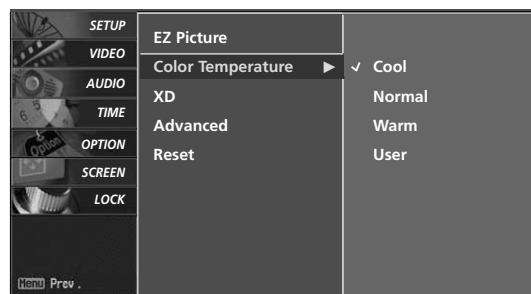 SETUP
VIDEO
AUDIO
TIME
OPTION
SCREEN
LOCK
Menu Prev.
EZ Picture
Color Temperature ▶
XD
Advanced
Reset
✓ Cool
Normal
Warm
User
Option